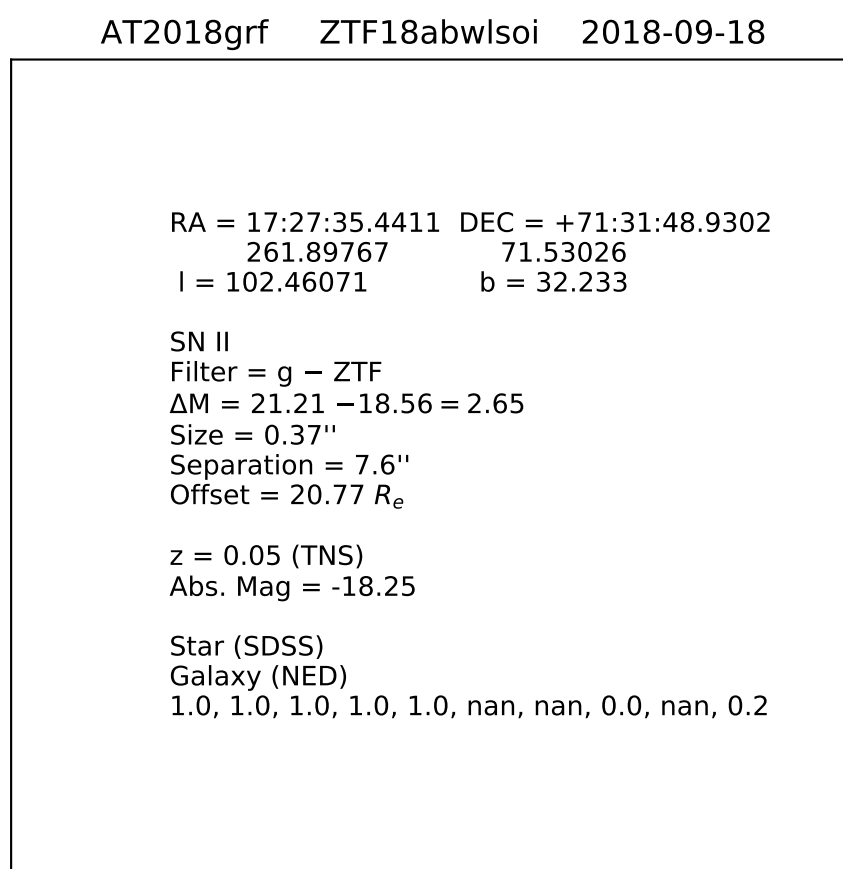 AT2018grf ZTF18abwlsoi 2018-09-18
RA = 17:27:35.4411 DEC = +71:31:48.9302
261.89767 71.53026
l = 102.46071 b = 32.233
SN II
Filter = g − ZTF
ΔM = 21.21 −18.56 = 2.65
Size = 0.37''
Separation = 7.6''
Offset = 20.77 Rₑ
z = 0.05 (TNS)
Abs. Mag = -18.25
Star (SDSS)
Galaxy (NED)
1.0, 1.0, 1.0, 1.0, 1.0, nan, nan, 0.0, nan, 0.2